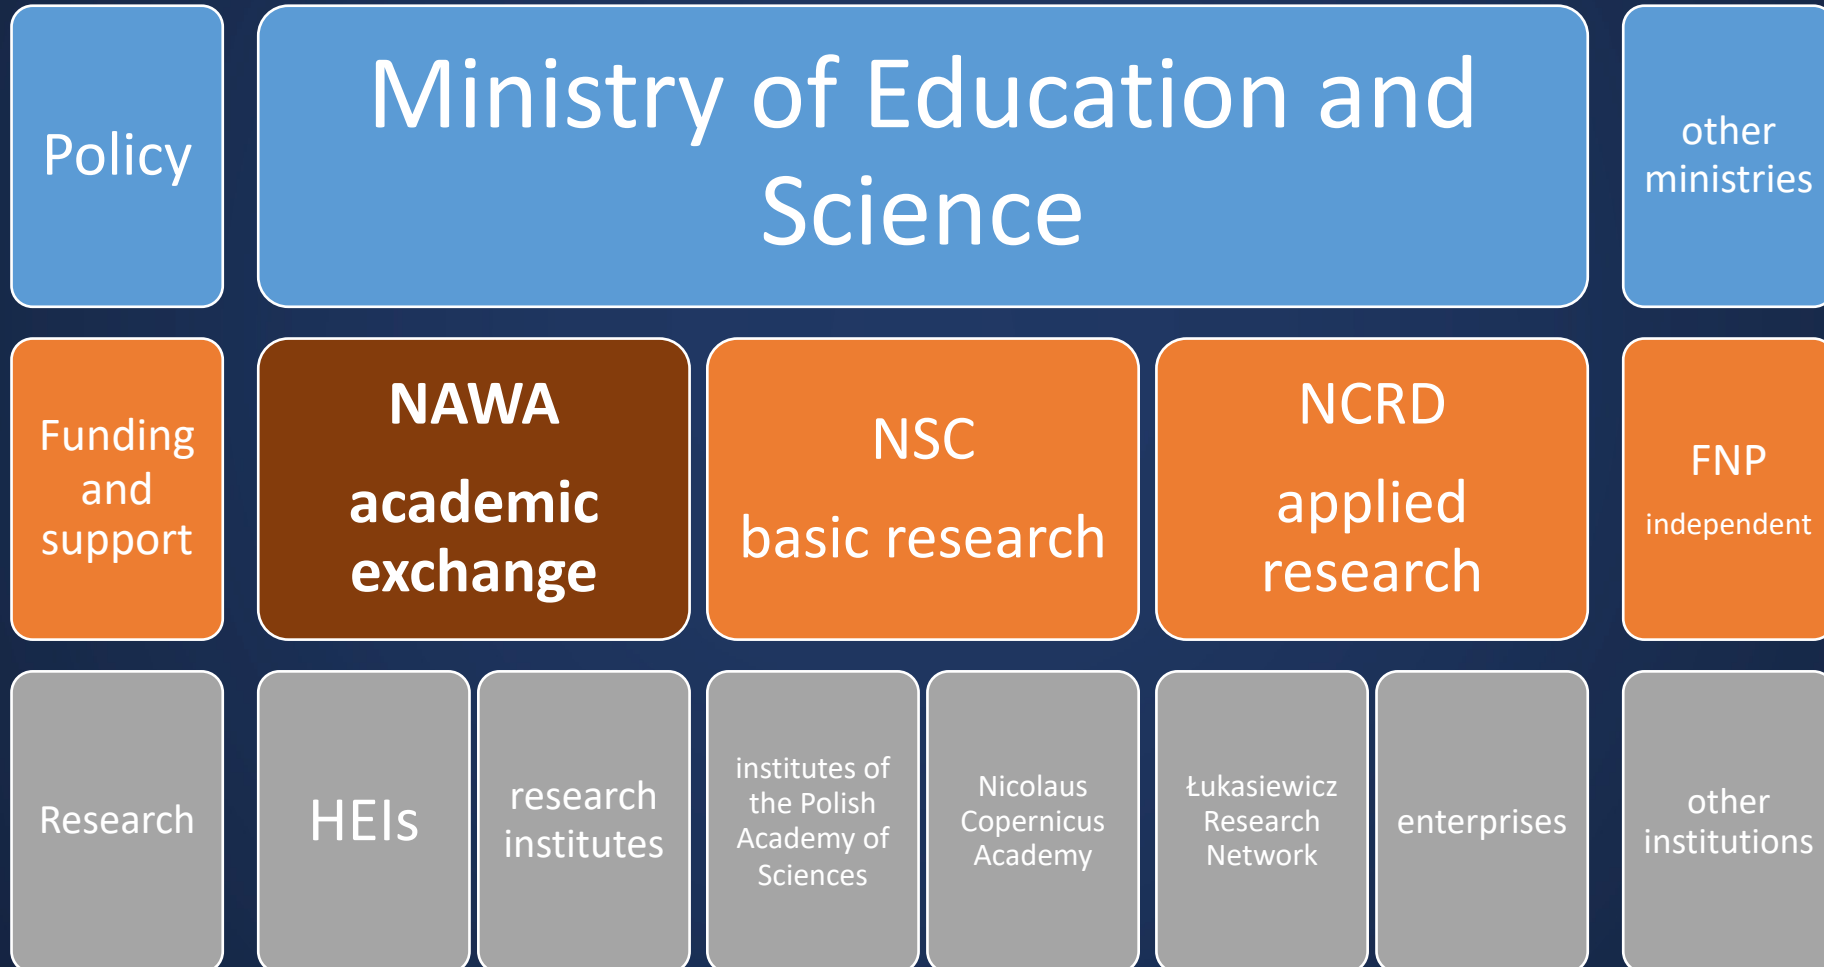 Policy
Ministry of Education and
Science
other
ministries
Funding
and
support
NAWA
academic
exchange
NSC
basic research
NCRD
applied
research
FNP
independent
Research
HEIs
research
institutes
institutes of
the Polish
Academy of
Sciences
Nicolaus
Copernicus
Academy
Łukasiewicz
Research
Network
enterprises
other
institutions